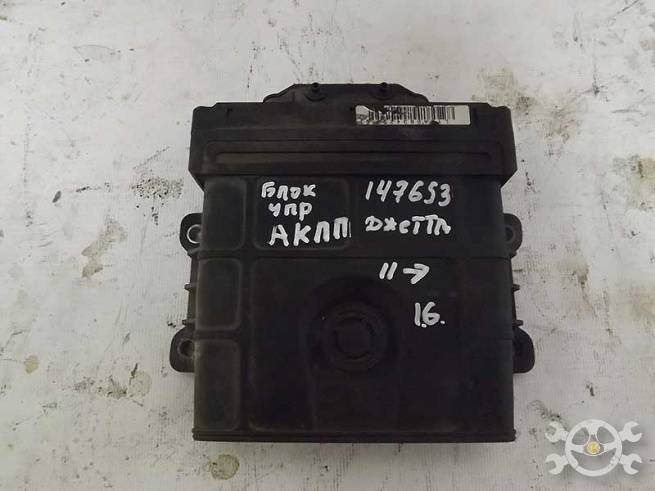 Блок
упр
АКПП
147653
джетта
11→
1.6.